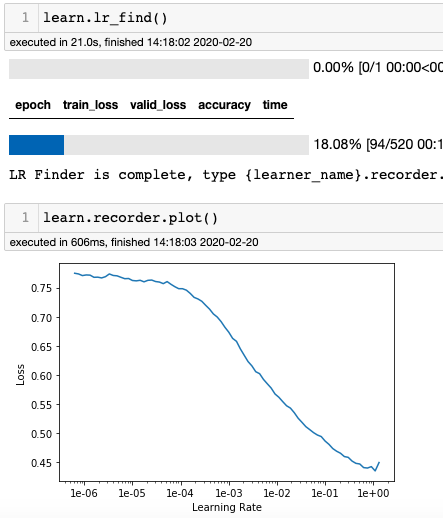 1 learn.lr_find()
executed in 21.0s, finished 14:18:02 2020-02-20
0.00% [0/1 00:00<00
epoch train_loss valid_loss accuracy time
18.08% [94/520 00:1
LR Finder is complete, type {learner_name}.recorder.
1 learn.recorder.plot()
executed in 606ms, finished 14:18:03 2020-02-20
0.75
0.70
0.65
0.60
0.55
0.50
0.45
Loss
1e-06 1e-05 1e-04 1e-03 1e-02 1e-01 1e+00
Learning Rate